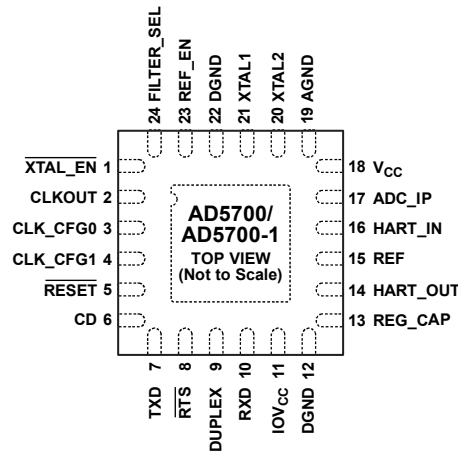 24 FILTER_SEL
23 REF_EN
22 DGND
21 XTAL1
20 XTAL2
19 AGND
XTAL_EN 1
CLKOUT 2
CLK_CFG0 3
CLK_CFG1 4
RESET 5
CD 6
AD5700/
AD5700-1
TOP VIEW
(Not to Scale)
18 VCC
17 ADC_IP
16 HART_IN
15 REF
14 HART_OUT
13 REG_CAP
TXD 7
RTS 8
DUPLEX 9
RXD 10
IOVCC 11
DGND 12